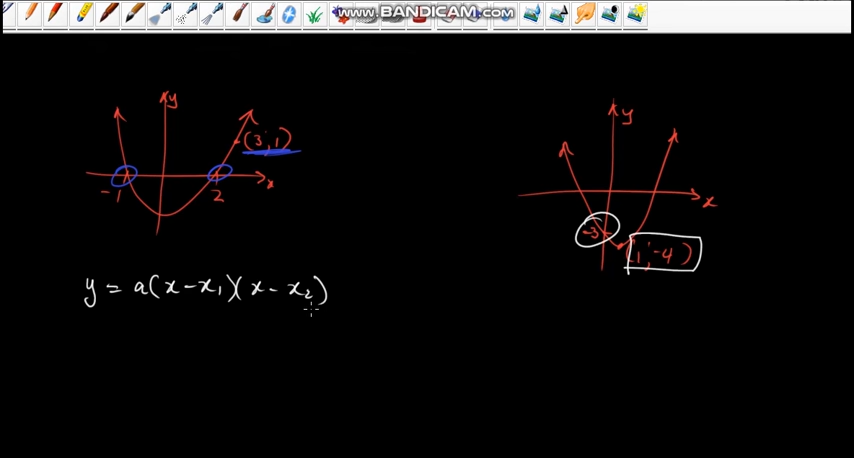 www.BANDICAM.com
y
(3;1)
x
-1
2
y
x
-3
(1;-4)
y = a(x-x₁)(x-x₂)